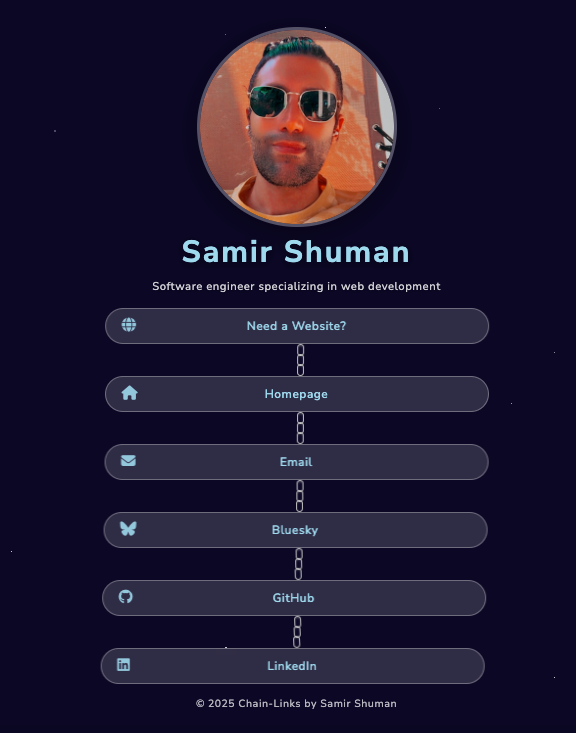 Samir Shuman
Software engineer specializing in web development
Need a Website?
Homepage
Email
Bluesky
GitHub
LinkedIn
© 2025 Chain-Links by Samir Shuman